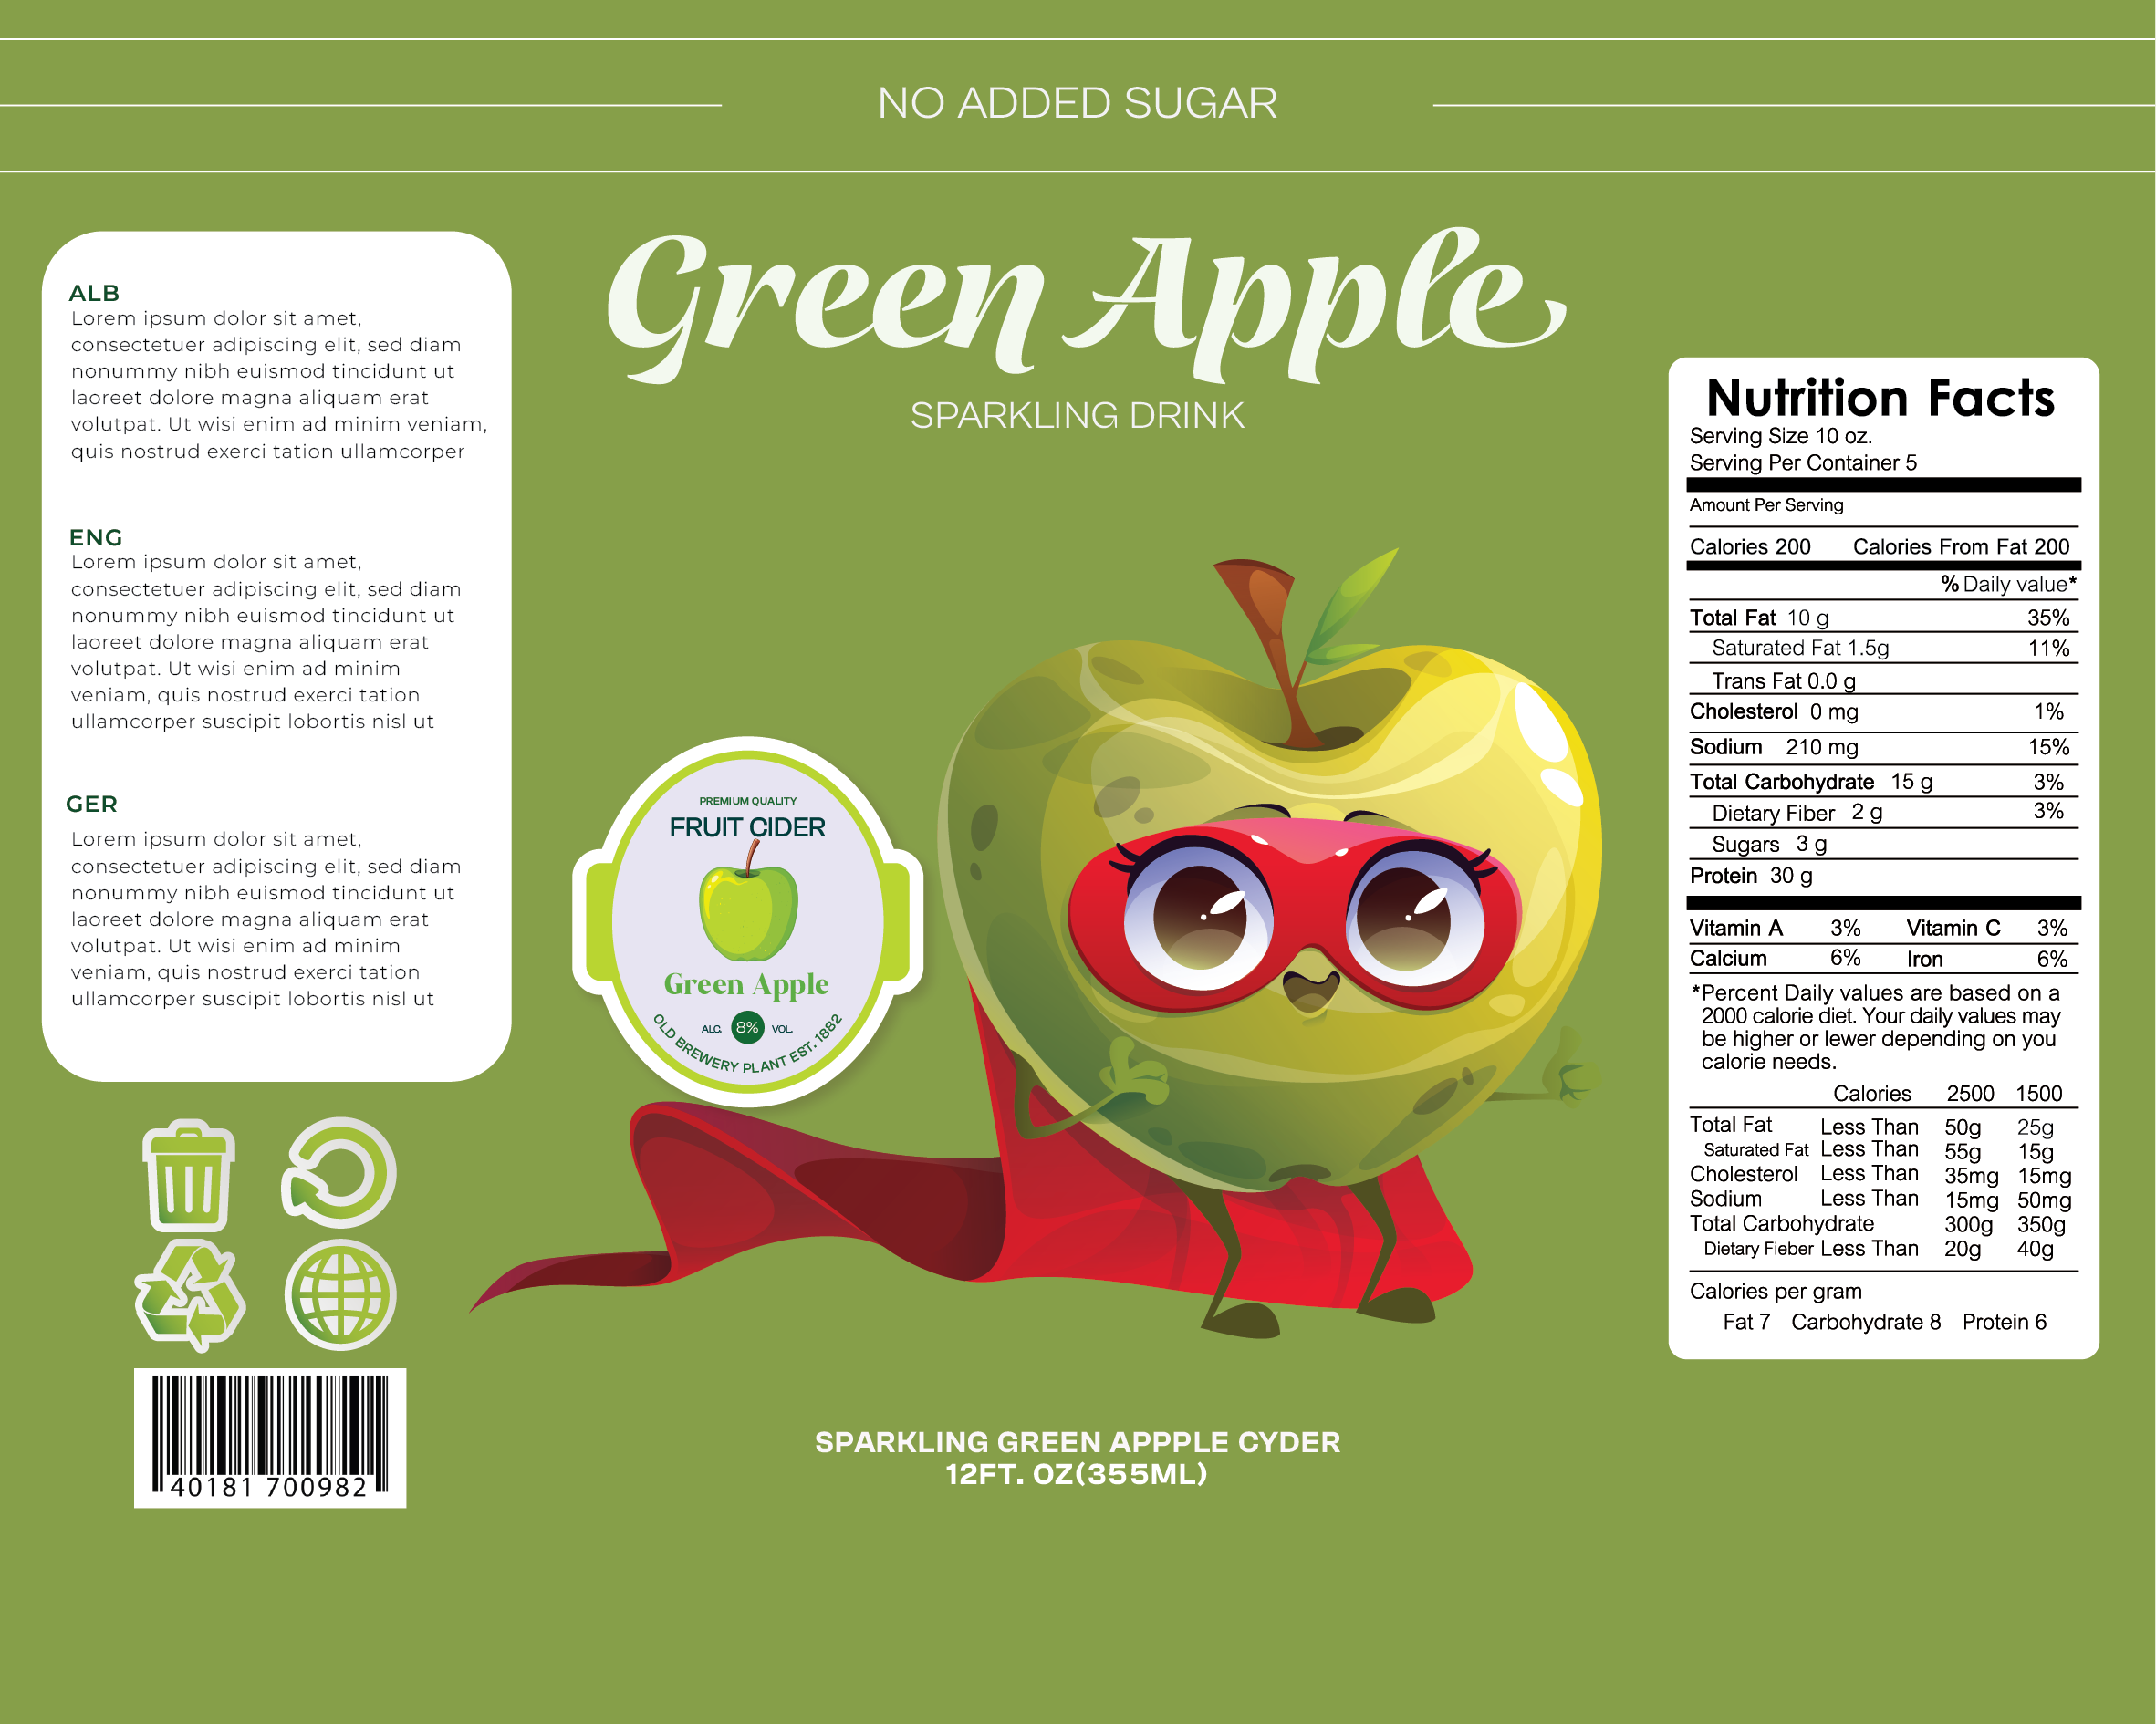 NO ADDED SUGAR
Green Apple
SPARKLING DRINK
ALB
Lorem ipsum dolor sit amet,
consectetuer adipiscing elit, sed diam
nonummy nibh euismod tincidunt ut
laoreet dolore magna aliquam erat
volutpat. Ut wisi enim ad minim veniam,
quis nostrud exerci tation ullamcorper
ENG
Lorem ipsum dolor sit amet,
consectetuer adipiscing elit, sed diam
nonummy nibh euismod tincidunt ut
laoreet dolore magna aliquam erat
volutpat. Ut wisi enim ad minim
veniam, quis nostrud exerci tation
ullamcorper suscipit lobortis nisl ut
GER
Lorem ipsum dolor sit amet,
consectetuer adipiscing elit, sed diam
nonummy nibh euismod tincidunt ut
laoreet dolore magna aliquam erat
volutpat. Ut wisi enim ad minim
veniam, quis nostrud exerci tation
ullamcorper suscipit lobortis nisl ut
40181 700982
PREMIUM QUALITY
FRUIT CIDER
Green Apple
ALC. 8% VOL.
OLD BREWERY PLANT EST. 1882
SPARKLING GREEN APPPLE CYDER
12FT. OZ(355ML)
Nutrition Facts
Serving Size 10 oz.
Serving Per Container 5
Amount Per Serving
Calories 200 Calories From Fat 200
% Daily value*
Total Fat 10 g 35%
Saturated Fat 1.5g 11%
Trans Fat 0.0 g
Cholesterol 0 mg 1%
Sodium 210 mg 15%
Total Carbohydrate 15 g 3%
Dietary Fiber 2 g 3%
Sugars 3 g
Protein 30 g
Vitamin A 3% Vitamin C 3%
Calcium 6% Iron 6%
*Percent Daily values are based on a
2000 calorie diet. Your daily values may
be higher or lewer depending on you
calorie needs.
Calories 2500 1500
Total Fat Less Than 50g 25g
Saturated Fat Less Than 55g 15g
Cholesterol Less Than 35mg 15mg
Sodium Less Than 15mg 50mg
Total Carbohydrate 300g 350g
Dietary Fieber Less Than 20g 40g
Calories per gram
Fat 7 Carbohydrate 8 Protein 6